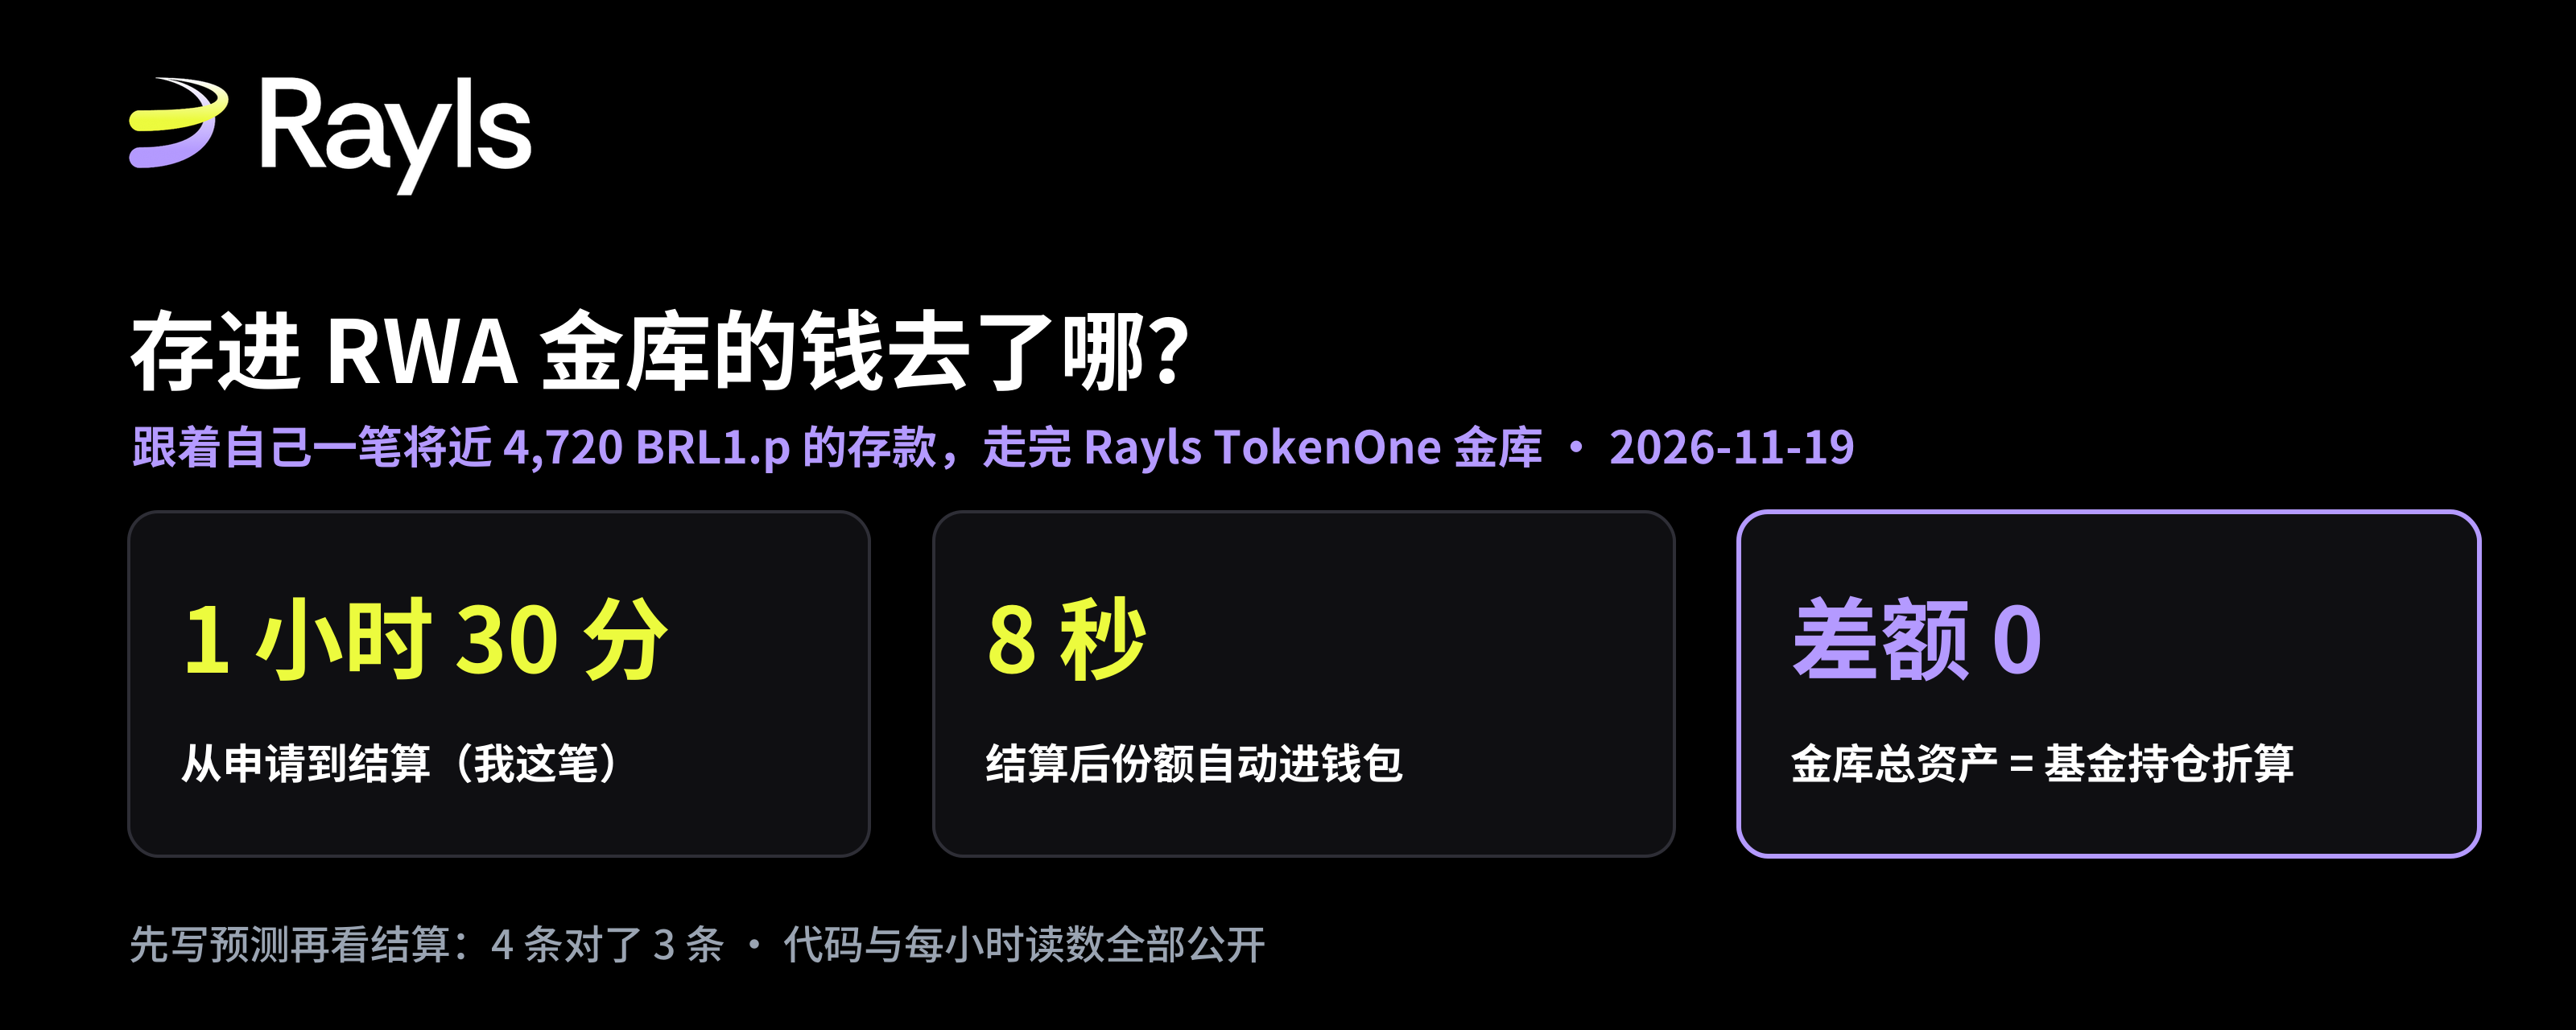 Rayls
存进 RWA 金库的钱去了哪？
跟着自己一笔将近 4,720 BRL1.p 的存款，走完 Rayls TokenOne 金库 · 2026-11-19
1 小时 30 分
从申请到结算（我这笔）
8 秒
结算后份额自动进钱包
差额 0
金库总资产 = 基金持仓折算
先写预测再看结算：4 条对了 3 条 · 代码与每小时读数全部公开